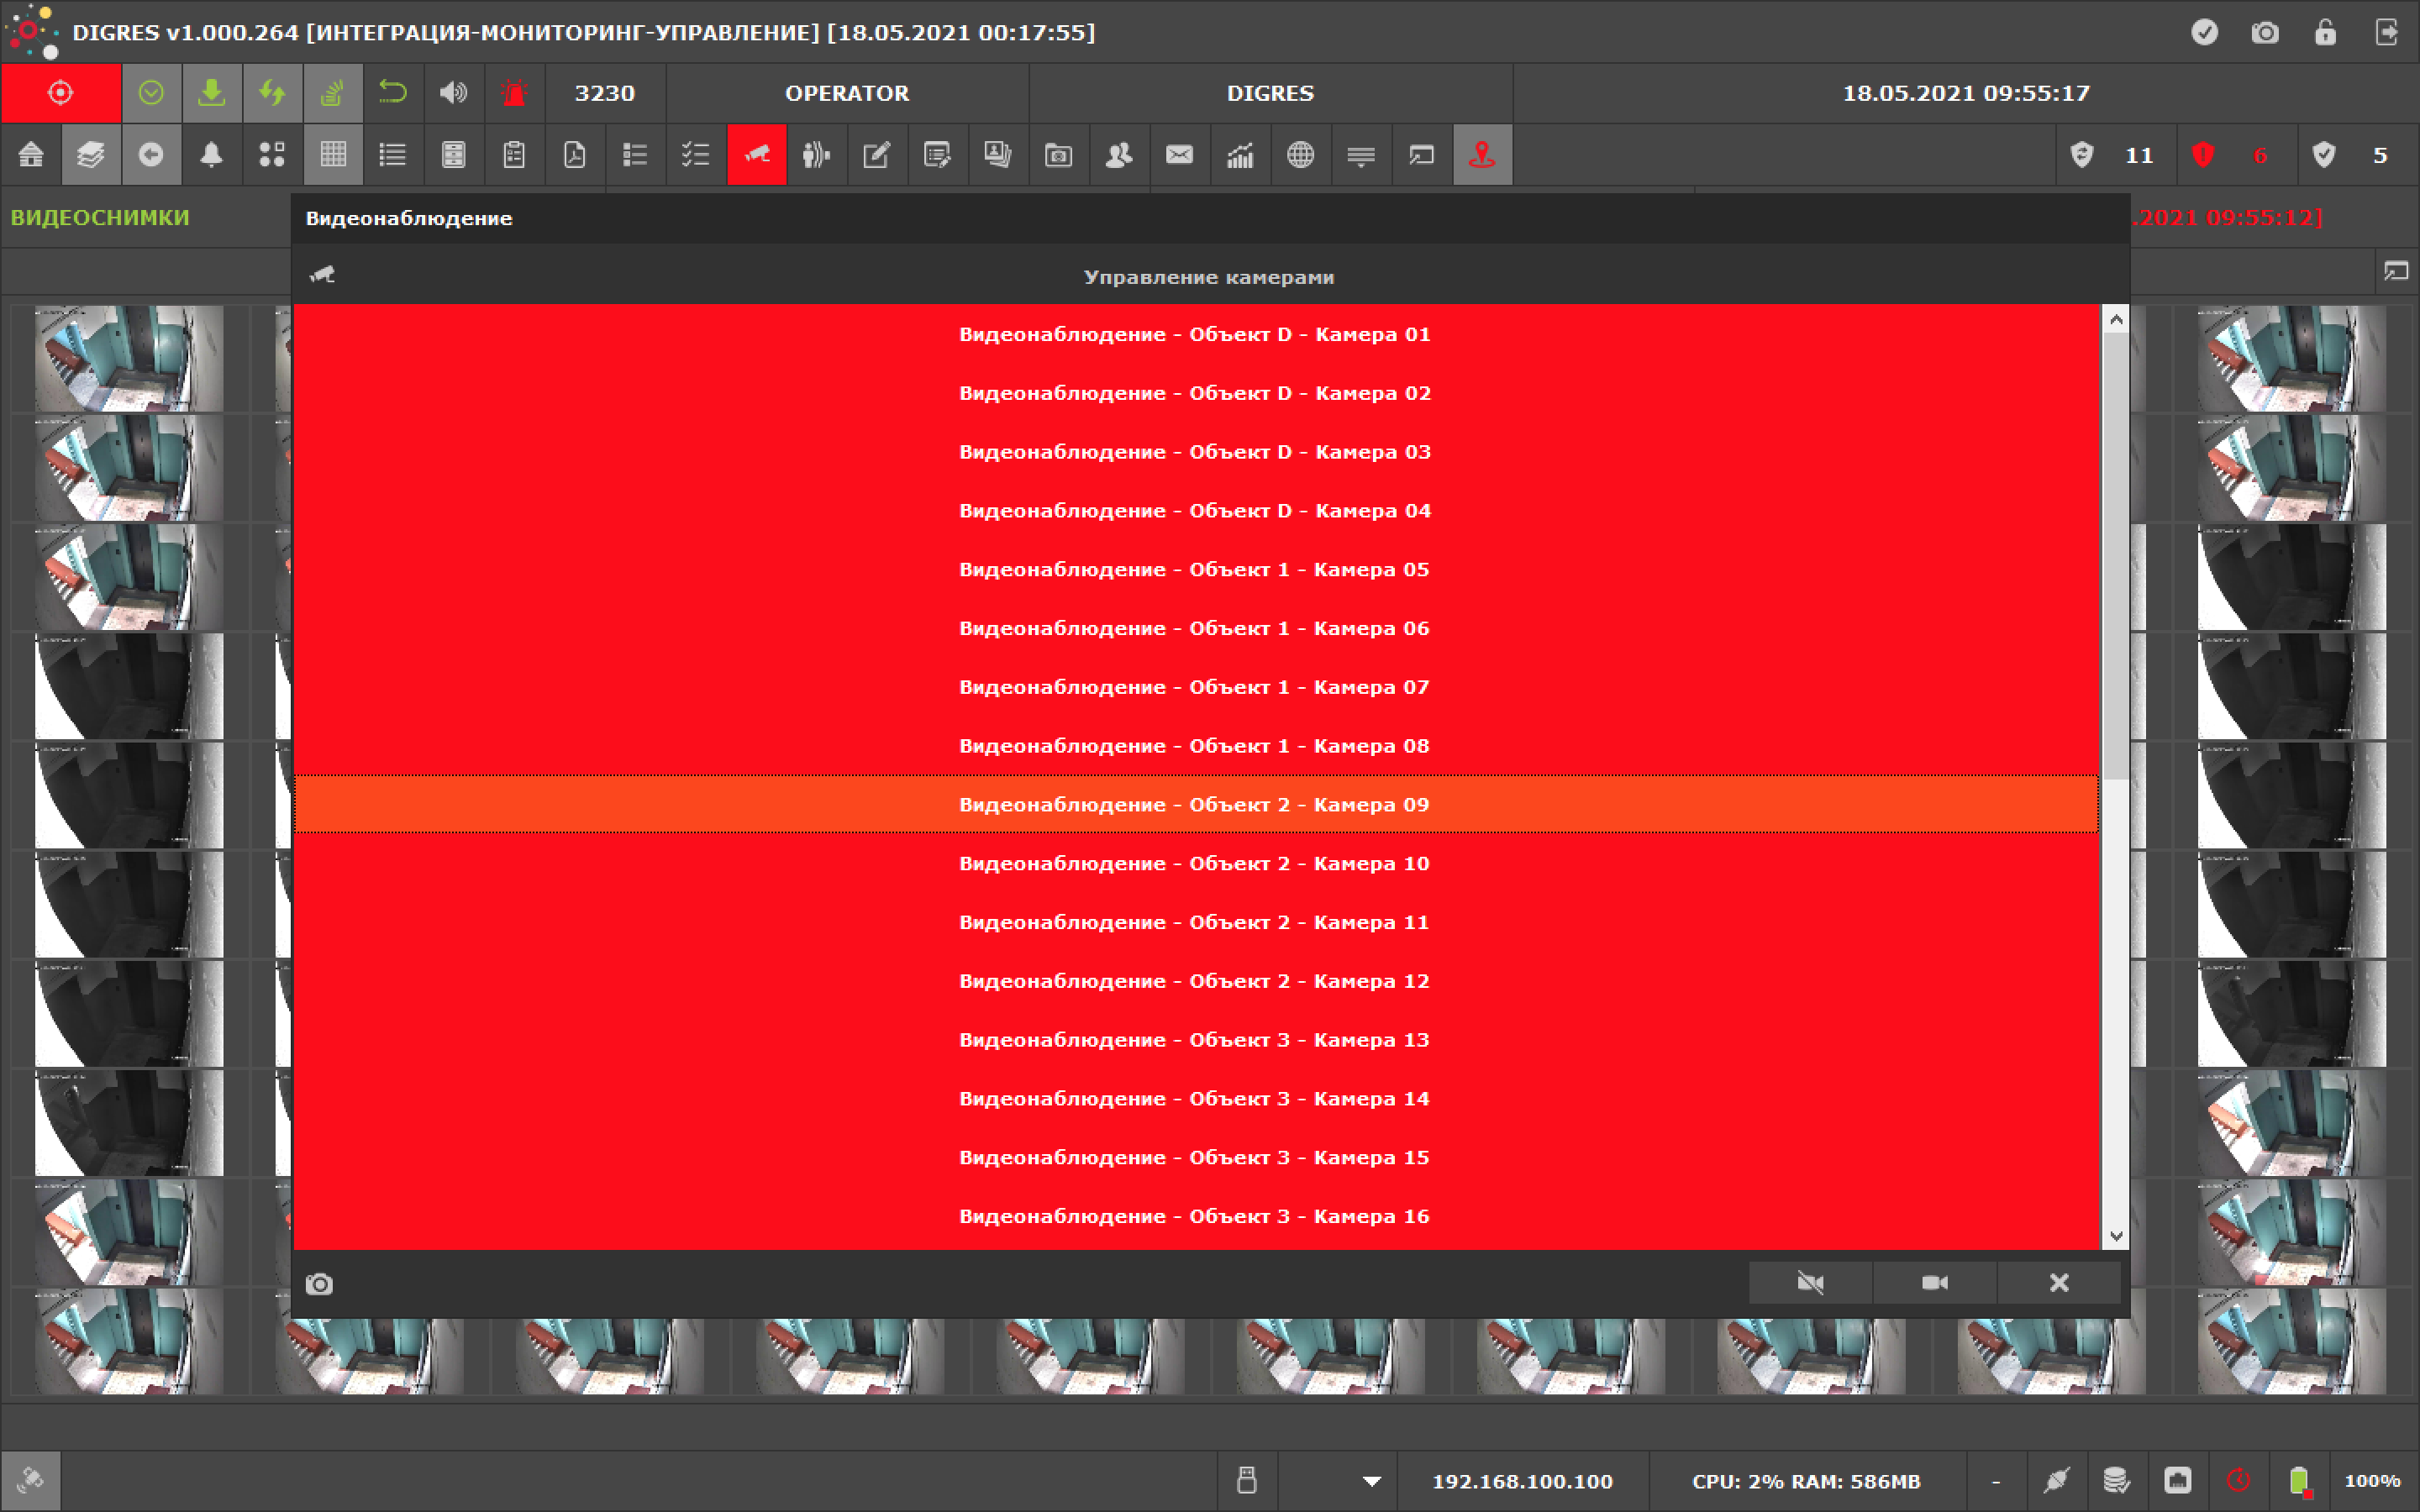 DIGRES v1.000.264 [ИНТЕГРАЦИЯ-МОНИТОРИНГ-УПРАВЛЕНИЕ] [18.05.2021 00:17:55]
3230 OPERATOR DIGRES 18.05.2021 09:55:17
11 6 5
ВИДЕОСНИМКИ
.2021 09:55:12]
Видеонаблюдение
Управление камерами
Видеонаблюдение - Объект D - Камера 01
Видеонаблюдение - Объект D - Камера 02
Видеонаблюдение - Объект D - Камера 03
Видеонаблюдение - Объект D - Камера 04
Видеонаблюдение - Объект 1 - Камера 05
Видеонаблюдение - Объект 1 - Камера 06
Видеонаблюдение - Объект 1 - Камера 07
Видеонаблюдение - Объект 1 - Камера 08
Видеонаблюдение - Объект 2 - Камера 09
Видеонаблюдение - Объект 2 - Камера 10
Видеонаблюдение - Объект 2 - Камера 11
Видеонаблюдение - Объект 2 - Камера 12
Видеонаблюдение - Объект 3 - Камера 13
Видеонаблюдение - Объект 3 - Камера 14
Видеонаблюдение - Объект 3 - Камера 15
Видеонаблюдение - Объект 3 - Камера 16
192.168.100.100 CPU: 2% RAM: 586MB - 100%